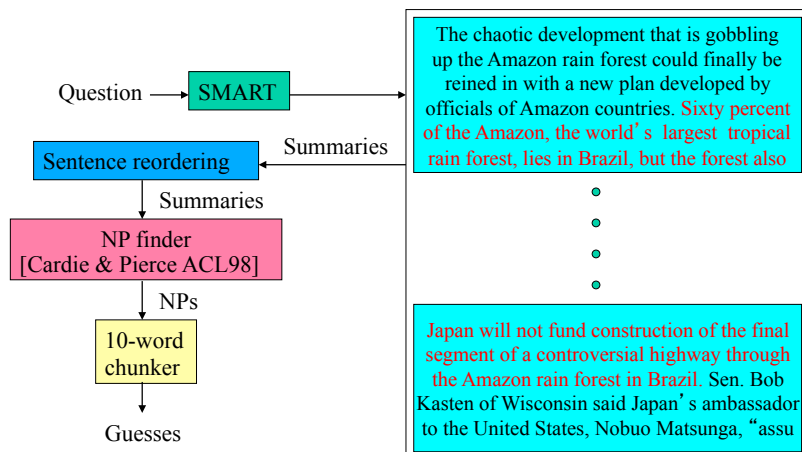 Question
SMART
The chaotic development that is gobbling
up the Amazon rain forest could finally be
reined in with a new plan developed by
officials of Amazon countries. Sixty percent
of the Amazon, the world’s largest tropical
rain forest, lies in Brazil, but the forest also
Summaries
Sentence reordering
Summaries
NP finder
[Cardie & Pierce ACL98]
NPs
10-word
chunker
Guesses
Japan will not fund construction of the final
segment of a controversial highway through
the Amazon rain forest in Brazil. Sen. Bob
Kasten of Wisconsin said Japan’s ambassador
to the United States, Nobuo Matsunga, “assu